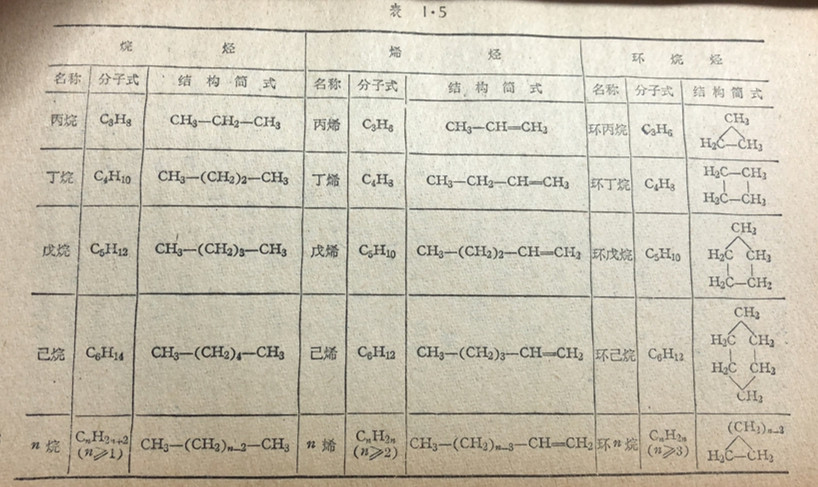 表 1·5
烷 烃 烯 烃 环 烷 烃
名称 分子式 结 构 简 式 名称 分子式 结 构 简 式 名称 分子式 结 构 简 式
丙烷 C₃H₈ CH₃—CH₂—CH₃ 丙烯 C₃H₆ CH₃—CH═CH₂ 环丙烷 C₃H₆ CH₂
H₂C—CH₂
丁烷 C₄H₁₀ CH₃—(CH₂)₂—CH₃ 丁烯 C₄H₈ CH₃—CH₂—CH═CH₂ 环丁烷 C₄H₈ H₂C—CH₂
H₂C—CH₂
戊烷 C₅H₁₂ CH₃—(CH₂)₃—CH₃ 戊烯 C₅H₁₀ CH₃—(CH₂)₂—CH═CH₂ 环戊烷 C₅H₁₀ CH₂
H₂C CH₂
H₂C—CH₂
己烷 C₆H₁₄ CH₃—(CH₂)₄—CH₃ 己烯 C₆H₁₂ CH₃—(CH₂)₃—CH═CH₂ 环己烷 C₆H₁₂ CH₂
H₂C CH₂
H₂C CH₂
CH₂
n 烷 CₙH₂ₙ₊₂ (n⩾1) CH₃—(CH₂)ₙ₋₂—CH₃ n 烯 CₙH₂ₙ (n⩾2) CH₃—(CH₂)ₙ₋₃—CH═CH₂ 环n烷 CₙH₂ₙ (n⩾3) (CH₂)ₙ₋₂
H₂C—CH₂